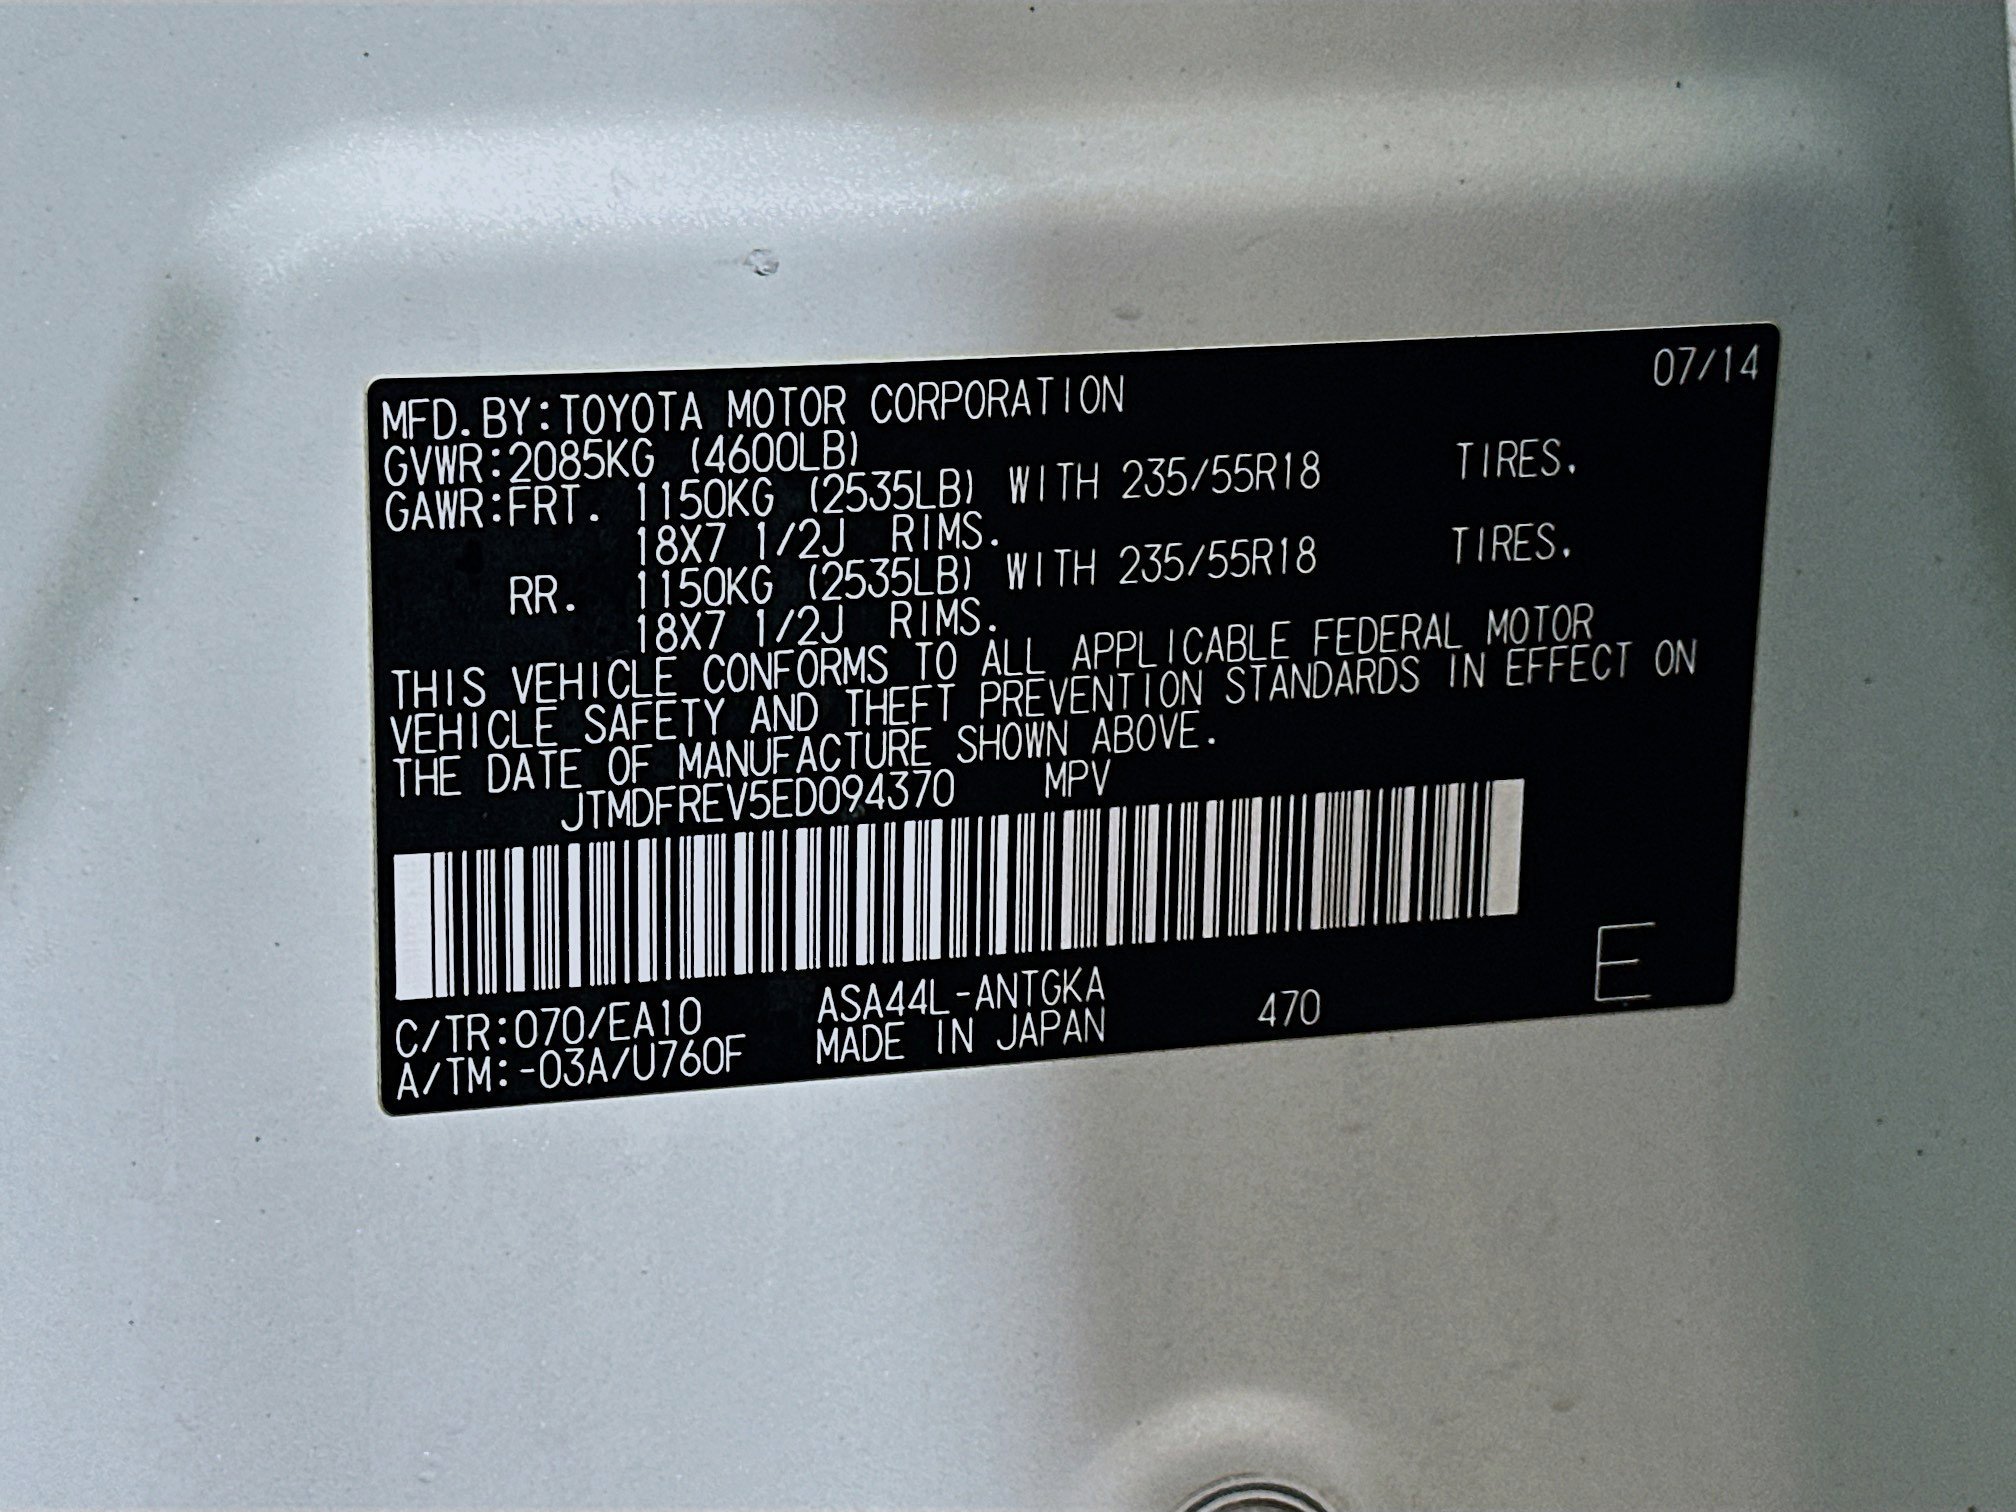 07/14
MFD.BY:TOYOTA MOTOR CORPORATION
GVWR:2085KG (4600LB)
GAWR:FRT. 1150KG (2535LB) WITH 235/55R18 TIRES.
18X7 1/2J RIMS.
RR. 1150KG (2535LB) WITH 235/55R18 TIRES.
18X7 1/2J RIMS.
THIS VEHICLE CONFORMS TO ALL APPLICABLE FEDERAL MOTOR
VEHICLE SAFETY AND THEFT PREVENTION STANDARDS IN EFFECT ON
THE DATE OF MANUFACTURE SHOWN ABOVE.
JTMDFREV5ED094370 MPV
C/TR:070/EA10 ASA44L-ANTGKA 470 E
A/TM:-03A/U760F MADE IN JAPAN